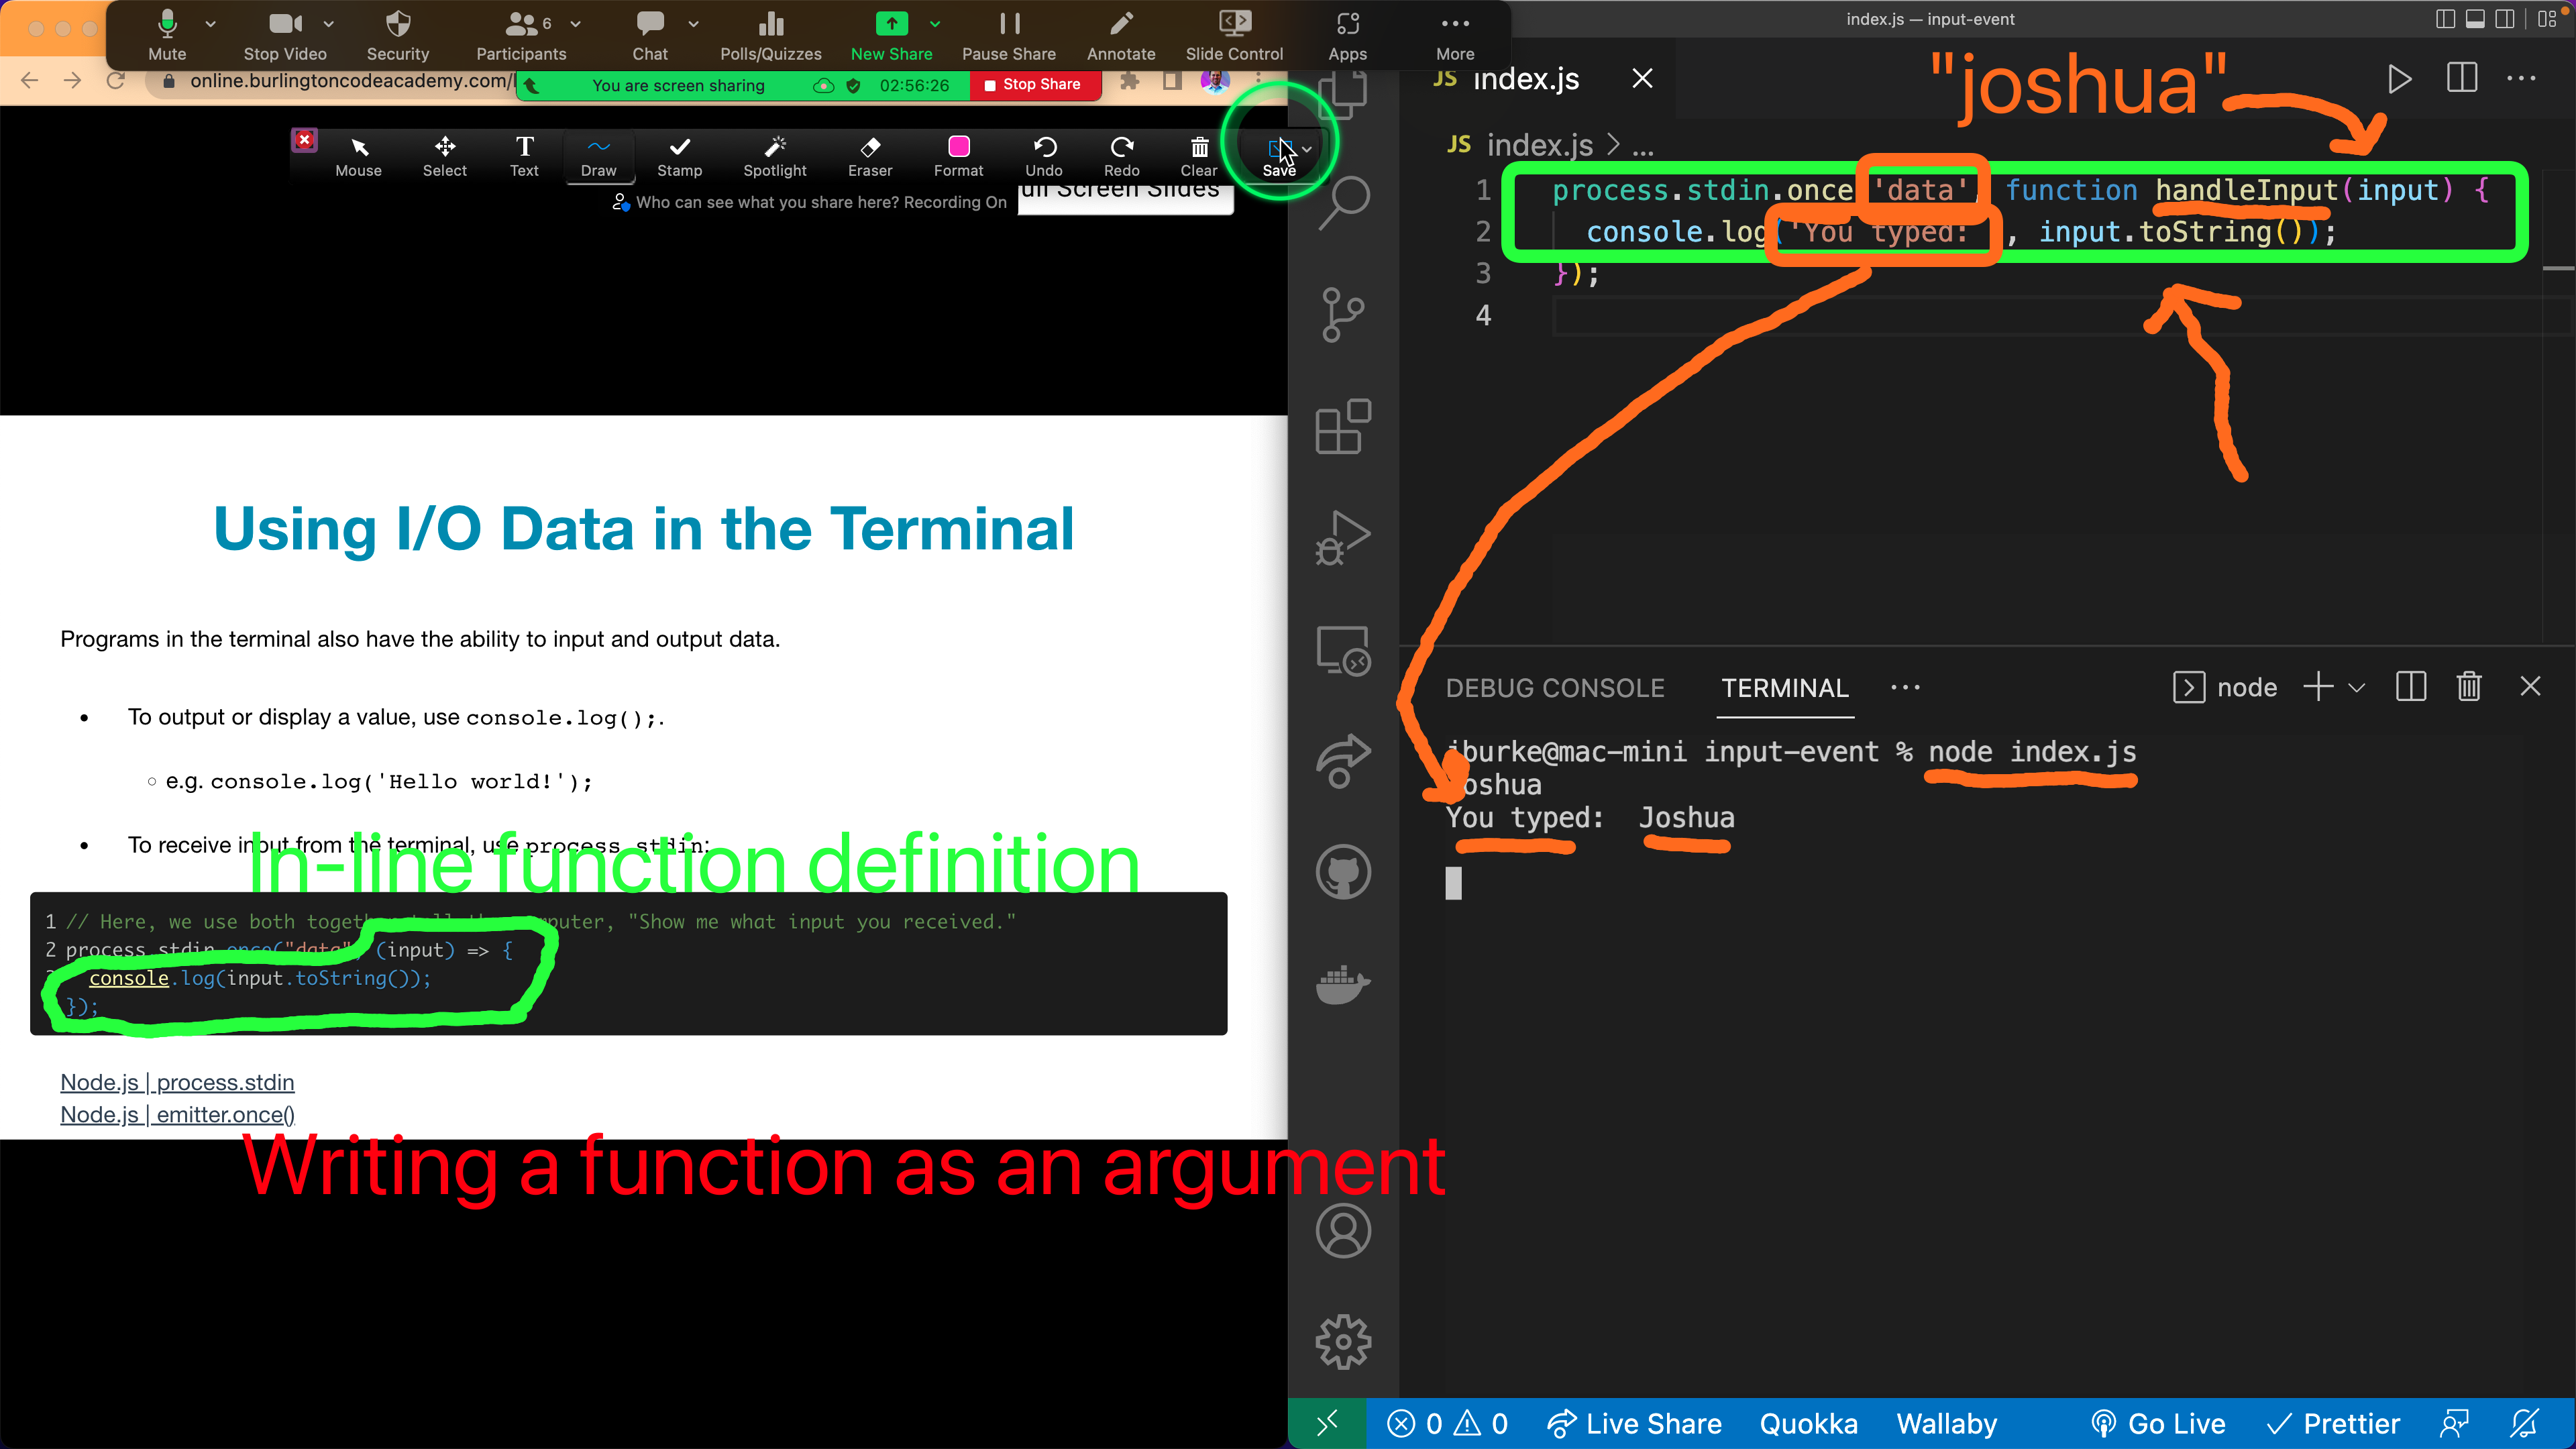 Mute
Stop Video
Security
Participants
6
Chat
Polls/Quizzes
New Share
Pause Share
Annotate
Slide Control
Apps
More
online.burlingtoncodeacademy.com/
You are screen sharing
02:56:26
Stop Share
Mouse
Select
Text
Draw
Stamp
Spotlight
Eraser
Format
Undo
Redo
Clear
Save
Who can see what you share here? Recording On
Screen Slides
Using I/O Data in the Terminal
Programs in the terminal also have the ability to input and output data.
• To output or display a value, use console.log();.
○ e.g. console.log('Hello world!');
• To receive input from the terminal, use process.stdin:
In-line function definition
1 // Here, we use both together tell the computer, "Show me what input you received."
2 process.stdin.once("data", (input) => {
console.log(input.toString());
});
Node.js | process.stdin
Node.js | emitter.once()
Writing a function as an argument
index.js — input-event
JS index.js
"joshua"
JS index.js > ...
1 process.stdin.once 'data', function handleInput(input) {
2 console.log('You typed: , input.toString());
3 });
4
DEBUG CONSOLE
TERMINAL
node
jburke@mac-mini input-event % node index.js
oshua
You typed: Joshua
0
0
Live Share
Quokka
Wallaby
Go Live
Prettier